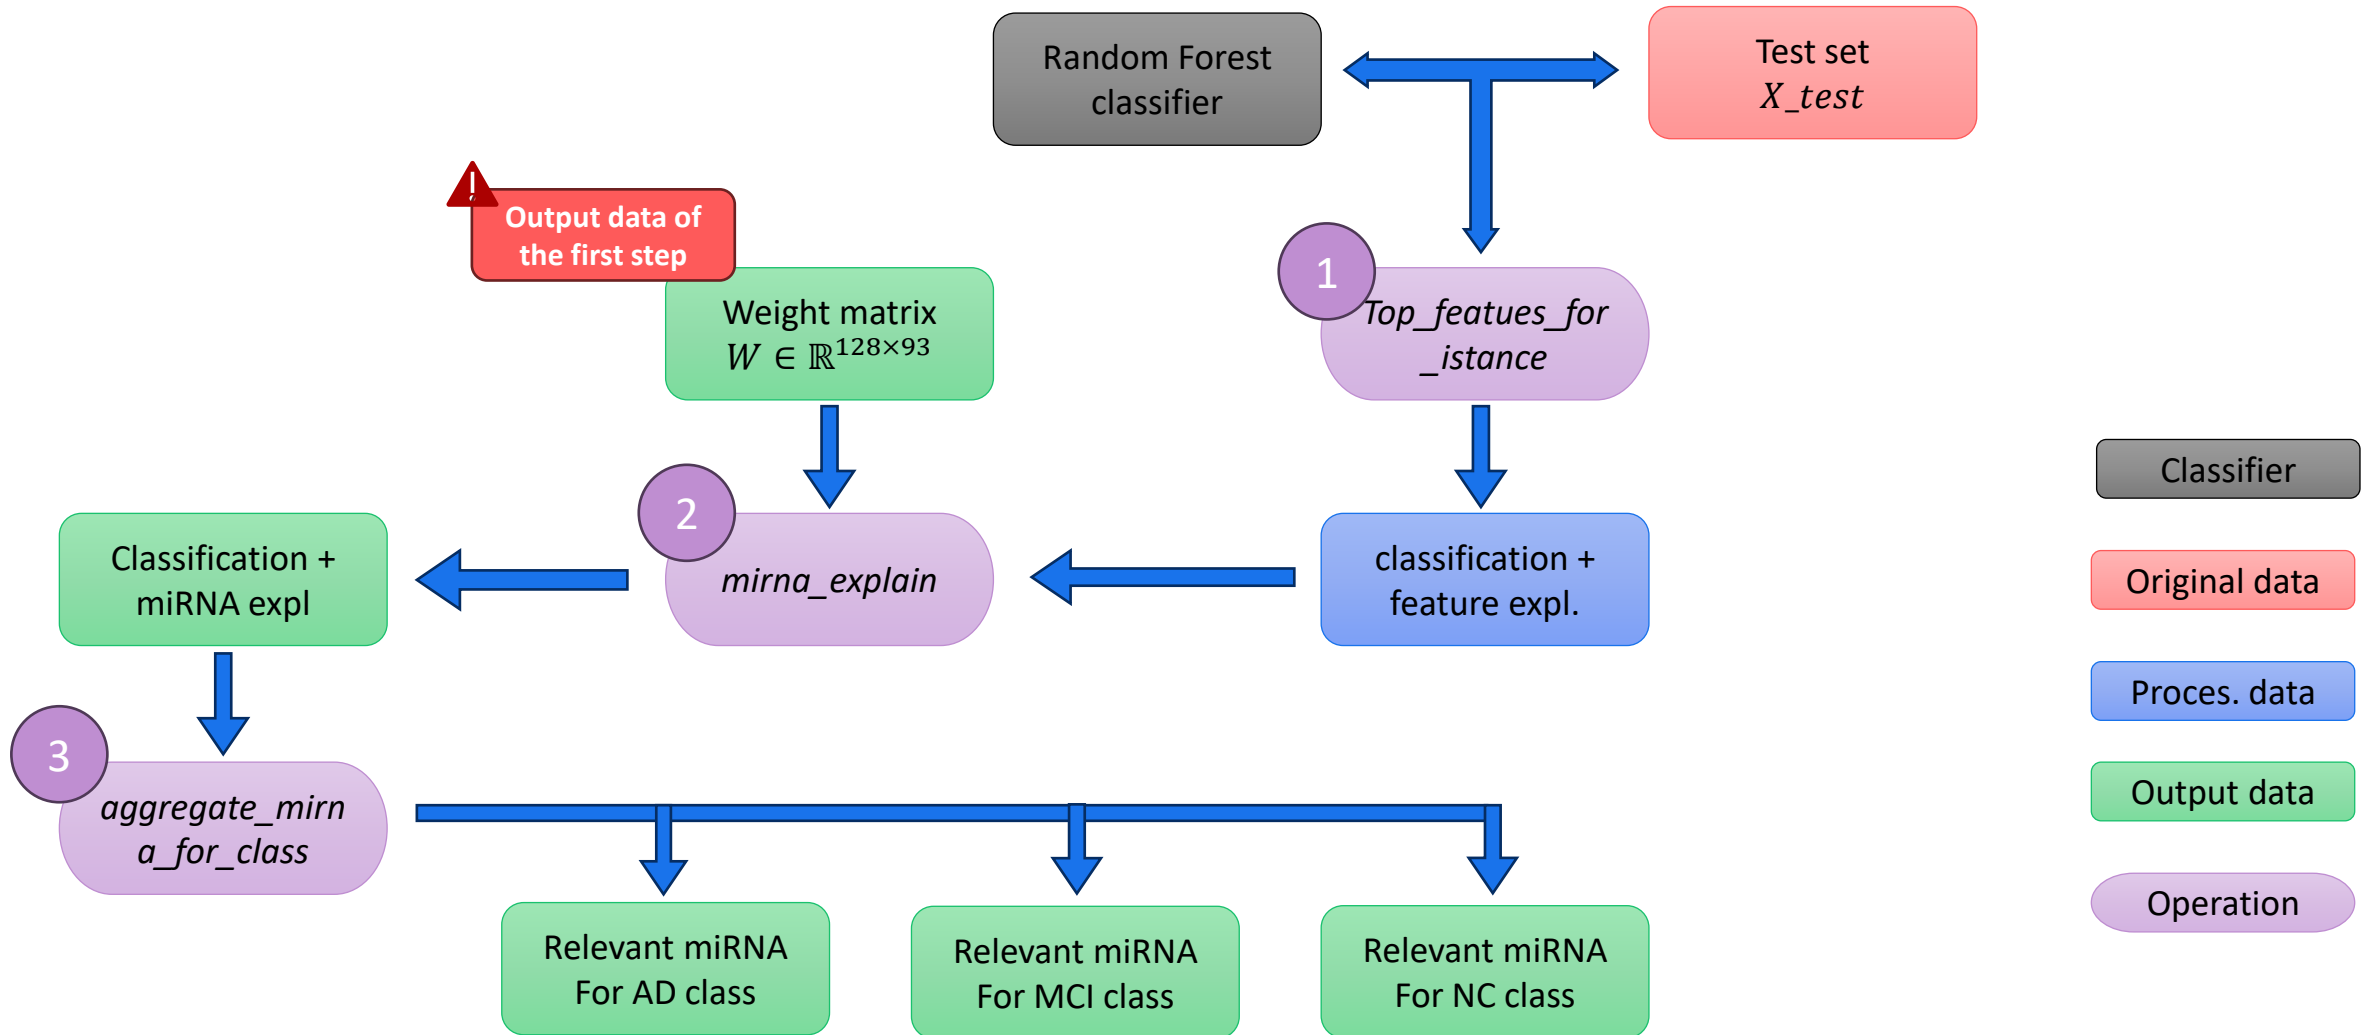 Random Forest
classifier
Test set
X_test
Output data of
the first step
Weight matrix
W ∈ ℝ^{128×93}
1
Top_featues_for
_istance
2
mirna_explain
classification +
feature expl.
Classification +
miRNA expl
3
aggregate_mirn
a_for_class
Relevant miRNA
For AD class
Relevant miRNA
For MCI class
Relevant miRNA
For NC class
Classifier
Original data
Proces. data
Output data
Operation